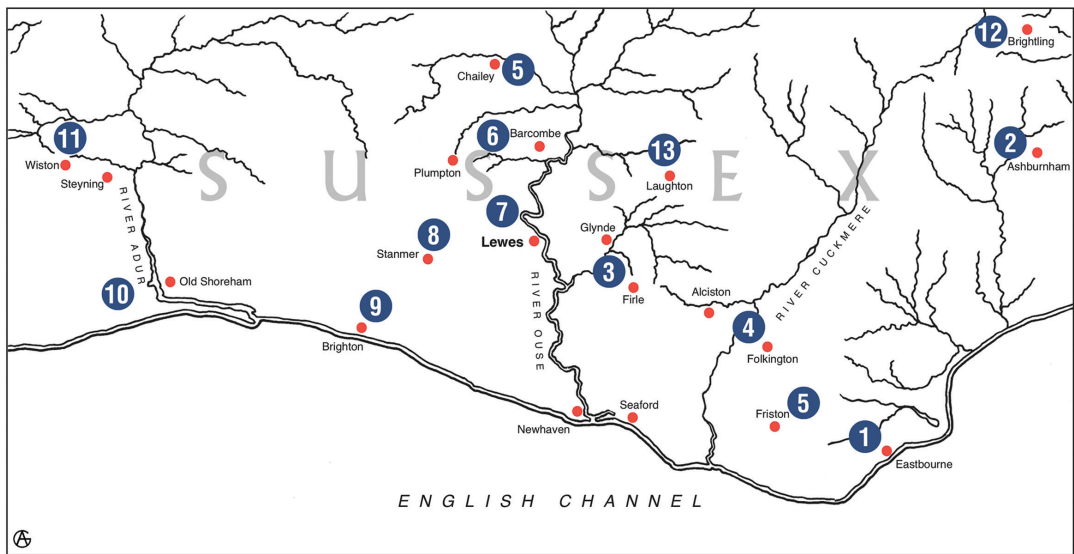 12
Brightling
Chailey
5
11
6
Barcombe
13
2
Wiston
Steyning
Plumpton
Laughton
Ashburnham
SUSSEX
RIVER ADUR
7
Lewes
8
Stanmer
Glynde
3
Firle
RIVER CUCKMERE
10
Old Shoreham
9
Brighton
RIVER OUSE
Alciston
4
Folkington
Newhaven
Seaford
Friston
5
1
Eastbourne
ENGLISH CHANNEL